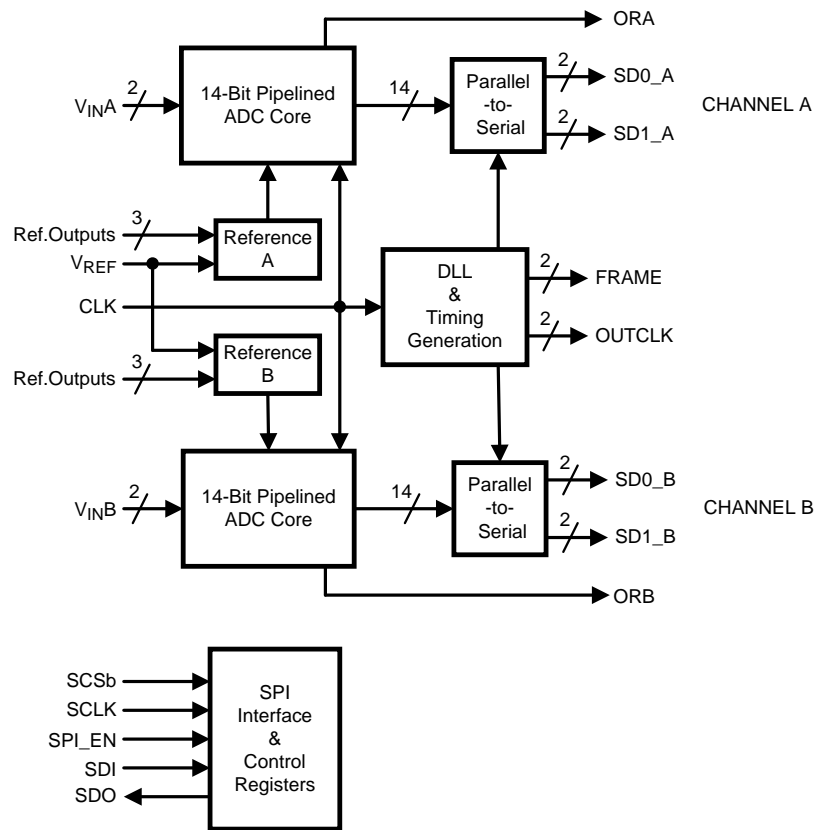 ORA
2
14-Bit Pipelined
ADC Core
V_INA
14
Parallel
-to-
Serial
2
SD0_A
2
SD1_A
CHANNEL A
3
Ref.Outputs
Reference
A
V_REF
CLK
DLL
&
Timing
Generation
2
FRAME
2
OUTCLK
Reference
B
3
Ref.Outputs
2
V_INB
14-Bit Pipelined
ADC Core
14
Parallel
-to-
Serial
2
SD0_B
2
SD1_B
CHANNEL B
ORB
SCSb
SCLK
SPI_EN
SDI
SDO
SPI
Interface
&
Control
Registers